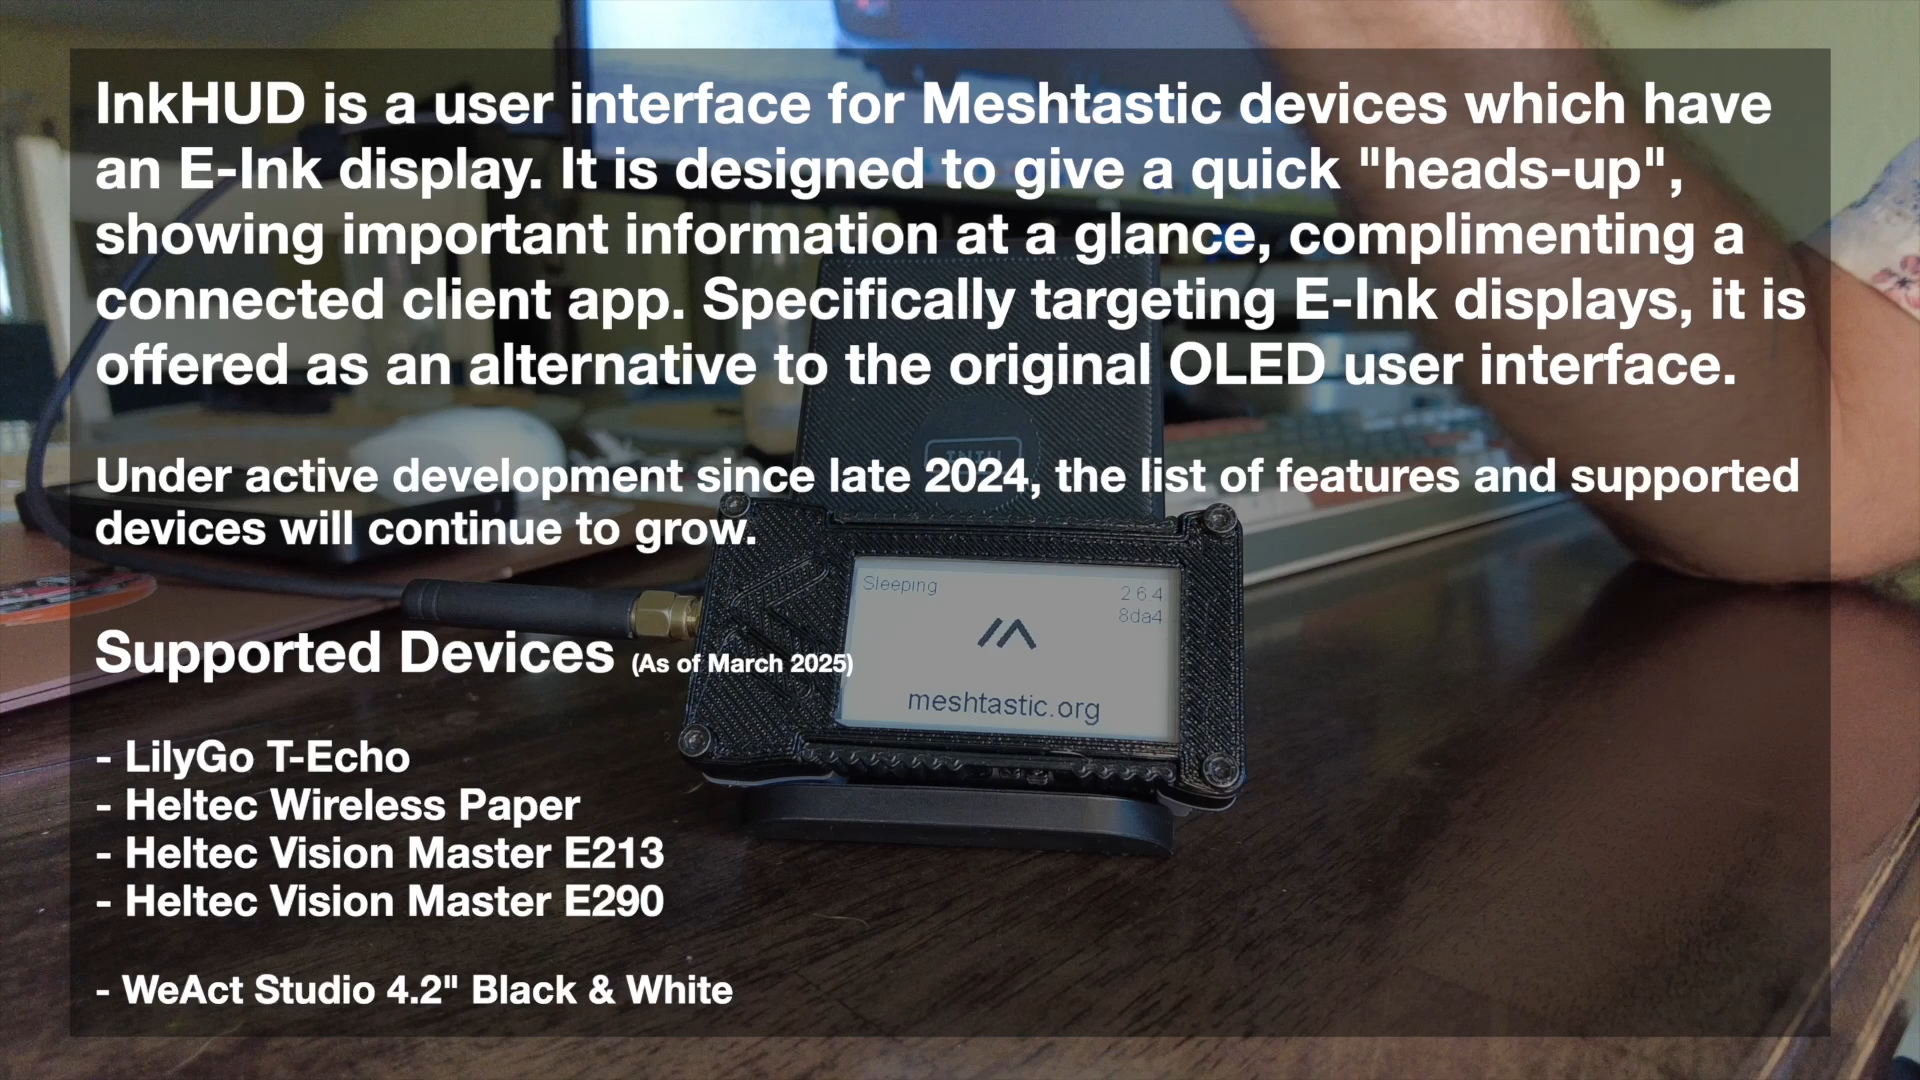 InkHUD is a user interface for Meshtastic devices which have
an E-Ink display. It is designed to give a quick "heads-up",
showing important information at a glance, complimenting a
connected client app. Specifically targeting E-Ink displays, it is
offered as an alternative to the original OLED user interface.
Under active development since late 2024, the list of features and supported
devices will continue to grow.
Sleeping
2 6 4
8da4
meshtastic.org
Supported Devices (As of March 2025)
- LilyGo T-Echo
- Heltec Wireless Paper
- Heltec Vision Master E213
- Heltec Vision Master E290
- WeAct Studio 4.2" Black & White